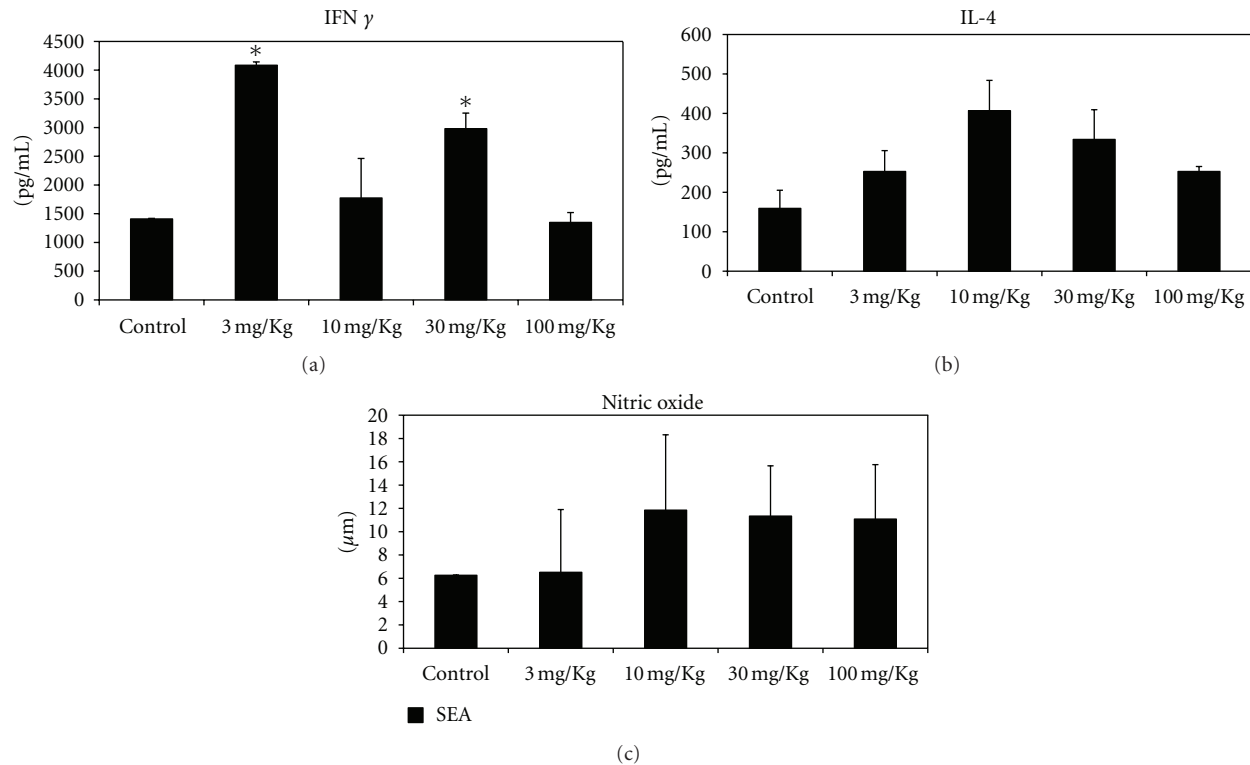 IFN γ
4500
4000
3500
3000
2500
2000
1500
1000
500
0
(pg/mL)
*
*
Control 3 mg/Kg 10 mg/Kg 30 mg/Kg 100 mg/Kg
(a)
IL-4
600
500
400
300
200
100
0
(pg/mL)
Control 3 mg/Kg 10 mg/Kg 30 mg/Kg 100 mg/Kg
(b)
Nitric oxide
20
18
16
14
12
10
8
6
4
2
0
(µm)
Control 3 mg/Kg 10 mg/Kg 30 mg/Kg 100 mg/Kg
SEA
(c)